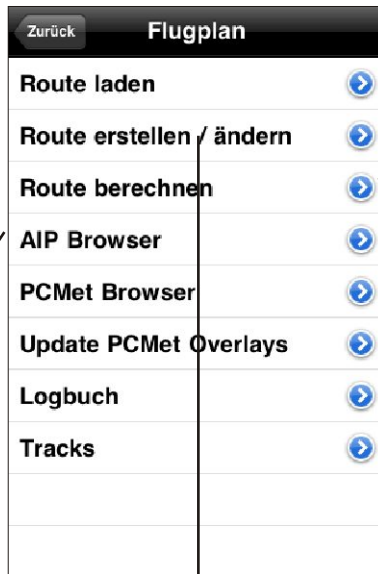 Zurück
Flugplan
Route laden
Route erstellen / ändern
Route berechnen
AIP Browser
PCMet Browser
Update PCMet Overlays
Logbuch
Tracks